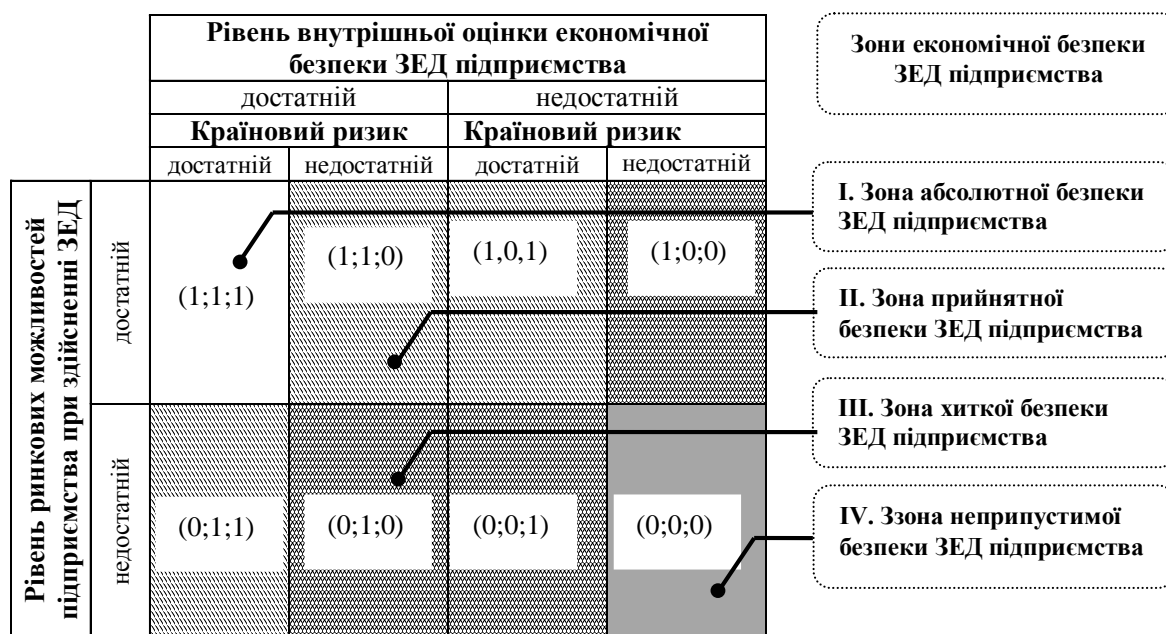 Рівень внутрішньої оцінки економічної
безпеки ЗЕД підприємства
достатній
недостатній
Країновий ризик
Країновий ризик
достатній
недостатній
достатній
недостатній
Зони економічної безпеки
ЗЕД підприємства
Рівень ринкових можливостей
підприємства при здійсненні ЗЕД
достатній
(1;1;1)
(1;1;0)
(1,0,1)
(1;0;0)
недостатній
(0;1;1)
(0;1;0)
(0;0;1)
(0;0;0)
I. Зона абсолютної безпеки
ЗЕД підприємства
II. Зона прийнятної
безпеки ЗЕД підприємства
III. Зона хиткої безпеки
ЗЕД підприємства
IV. Ззона неприпустимої
безпеки ЗЕД підприємства